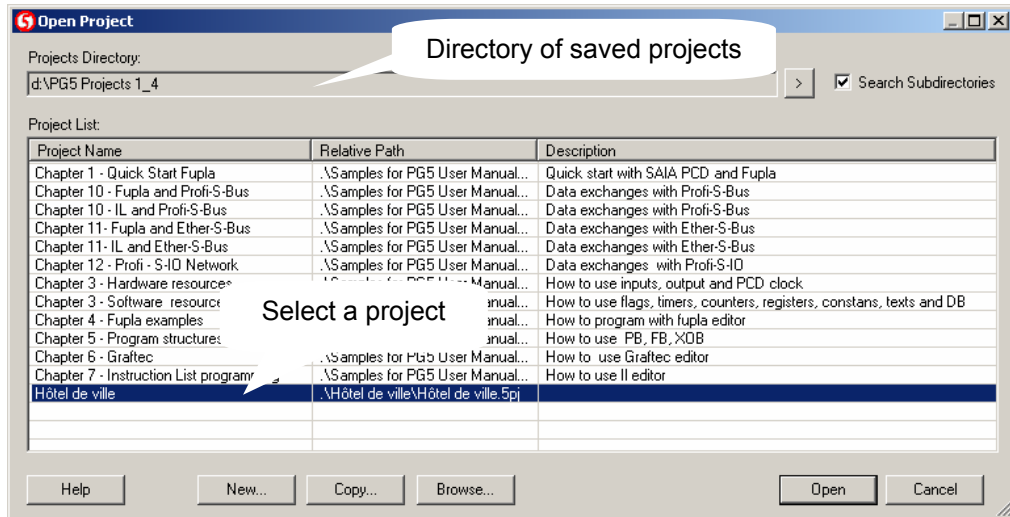 Open Project
Directory of saved projects
Projects Directory:
d:\PG5 Projects 1_4
>
Search Subdirectories
Project List:
Project Name Relative Path Description
Chapter 1 - Quick Start Fupla .\Samples for PG5 User Manual... Quick start with SAIA PCD and Fupla
Chapter 10 - Fupla and Profi-S-Bus .\Samples for PG5 User Manual... Data exchanges with Profi-S-Bus
Chapter 10 - IL and Profi-S-Bus .\Samples for PG5 User Manual... Data exchanges with Profi-S-Bus
Chapter 11- Fupla and Ether-S-Bus .\Samples for PG5 User Manual... Data exchanges with Ether-S-Bus
Chapter 11- IL and Ether-S-Bus .\Samples for PG5 User Manual... Data exchanges with Ether-S-Bus
Chapter 12 - Profi - S-IO Network .\Samples for PG5 User Manual... Data exchanges with Profi-S-IO
Chapter 3 - Hardware resources .\Samples for PG5 User Manual... How to use inputs, output and PCD clock
Chapter 3 - Software resource anual... How to use flags, timers, counters, registers, constans, texts and DB
Select a project
Chapter 4 - Fupla examples anual... How to program with fupla editor
Chapter 5 - Program structures anual... How to use PB, FB, XOB
Chapter 6 - Graftec .\Samples for PG5 User Manual... How to use Graftec editor
Chapter 7 - Instruction List program g .\Samples for PG5 User Manual... How to use Il editor
Hôtel de ville .\Hôtel de ville\Hôtel de ville.5pj
Help New... Copy... Browse... Open Cancel